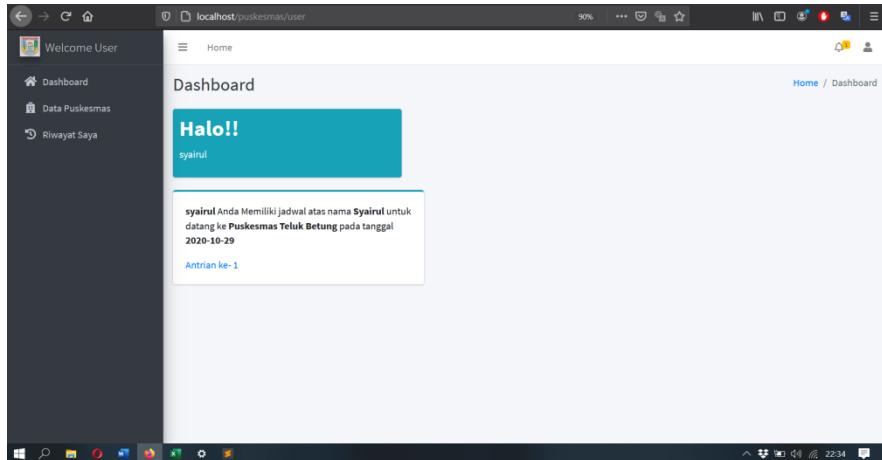 localhost/puskesmas/user
90%
Welcome User
Home
Dashboard
Data Puskesmas
Riwayat Saya
Dashboard
Home / Dashboard
Halo!!
syairul
syairul Anda Memiliki jadwal atas nama Syairul untuk
datang ke Puskesmas Teluk Betung pada tanggal
2020-10-29
Antrian ke- 1
22:34